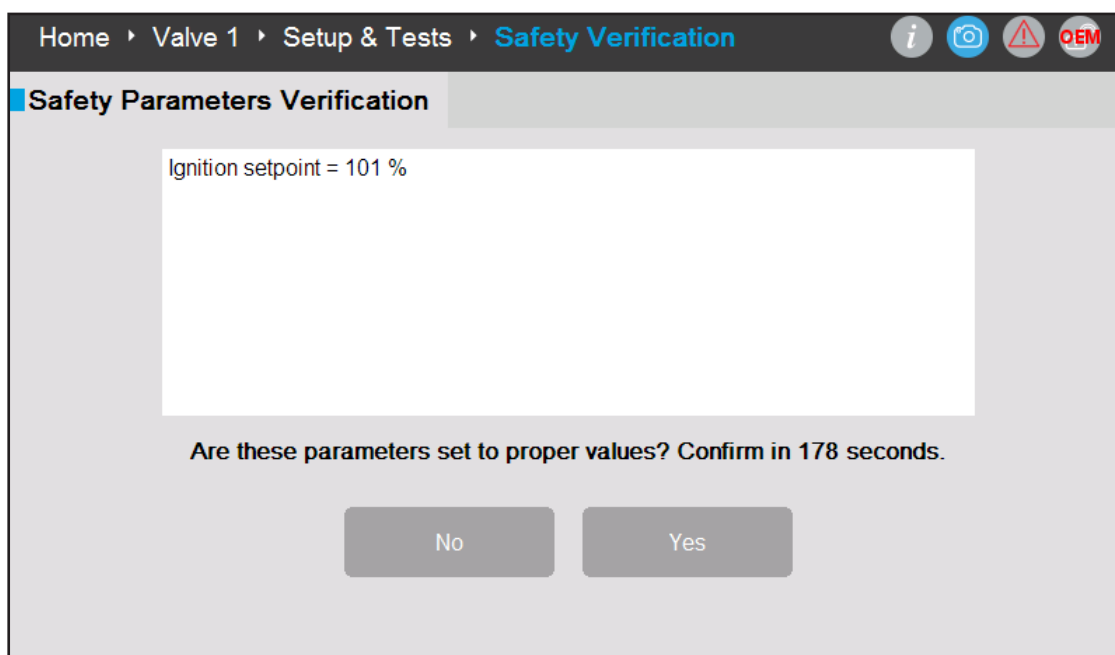 Home ‣ Valve 1 ‣ Setup & Tests ‣ Safety Verification i OEM
Safety Parameters Verification
Ignition setpoint = 101 %
Are these parameters set to proper values? Confirm in 178 seconds.
No Yes